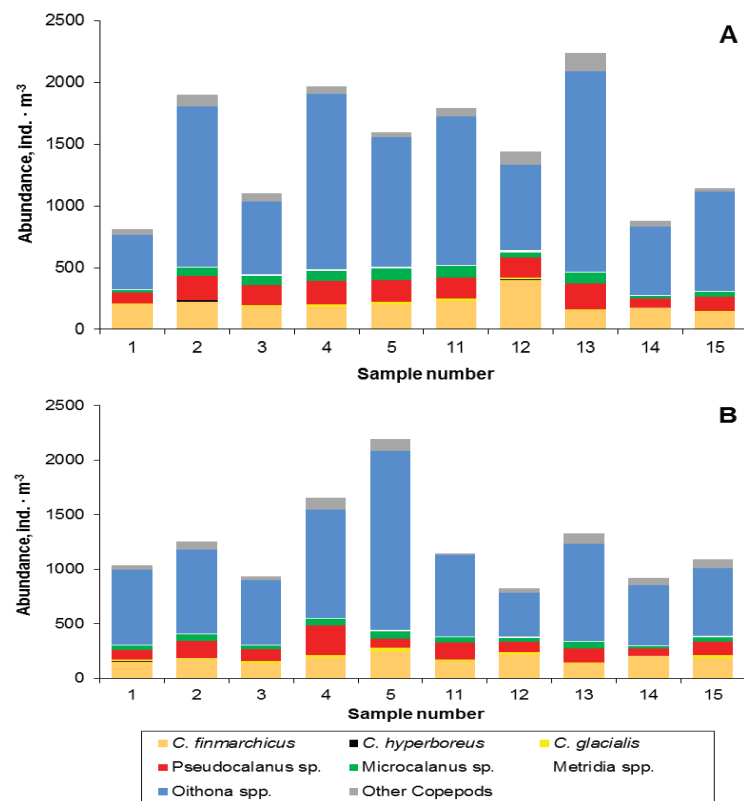 A
Abundance, ind. · m-3
2500
2000
1500
1000
500
0
1 2 3 4 5 11 12 13 14 15
Sample number
B
Abundance, ind. · m-3
2500
2000
1500
1000
500
0
1 2 3 4 5 11 12 13 14 15
Sample number
C. finmarchicus C. hyperboreus C. glacialis
Pseudocalanus sp. Microcalanus sp. Metridia spp.
Oithona spp. Other Copepods